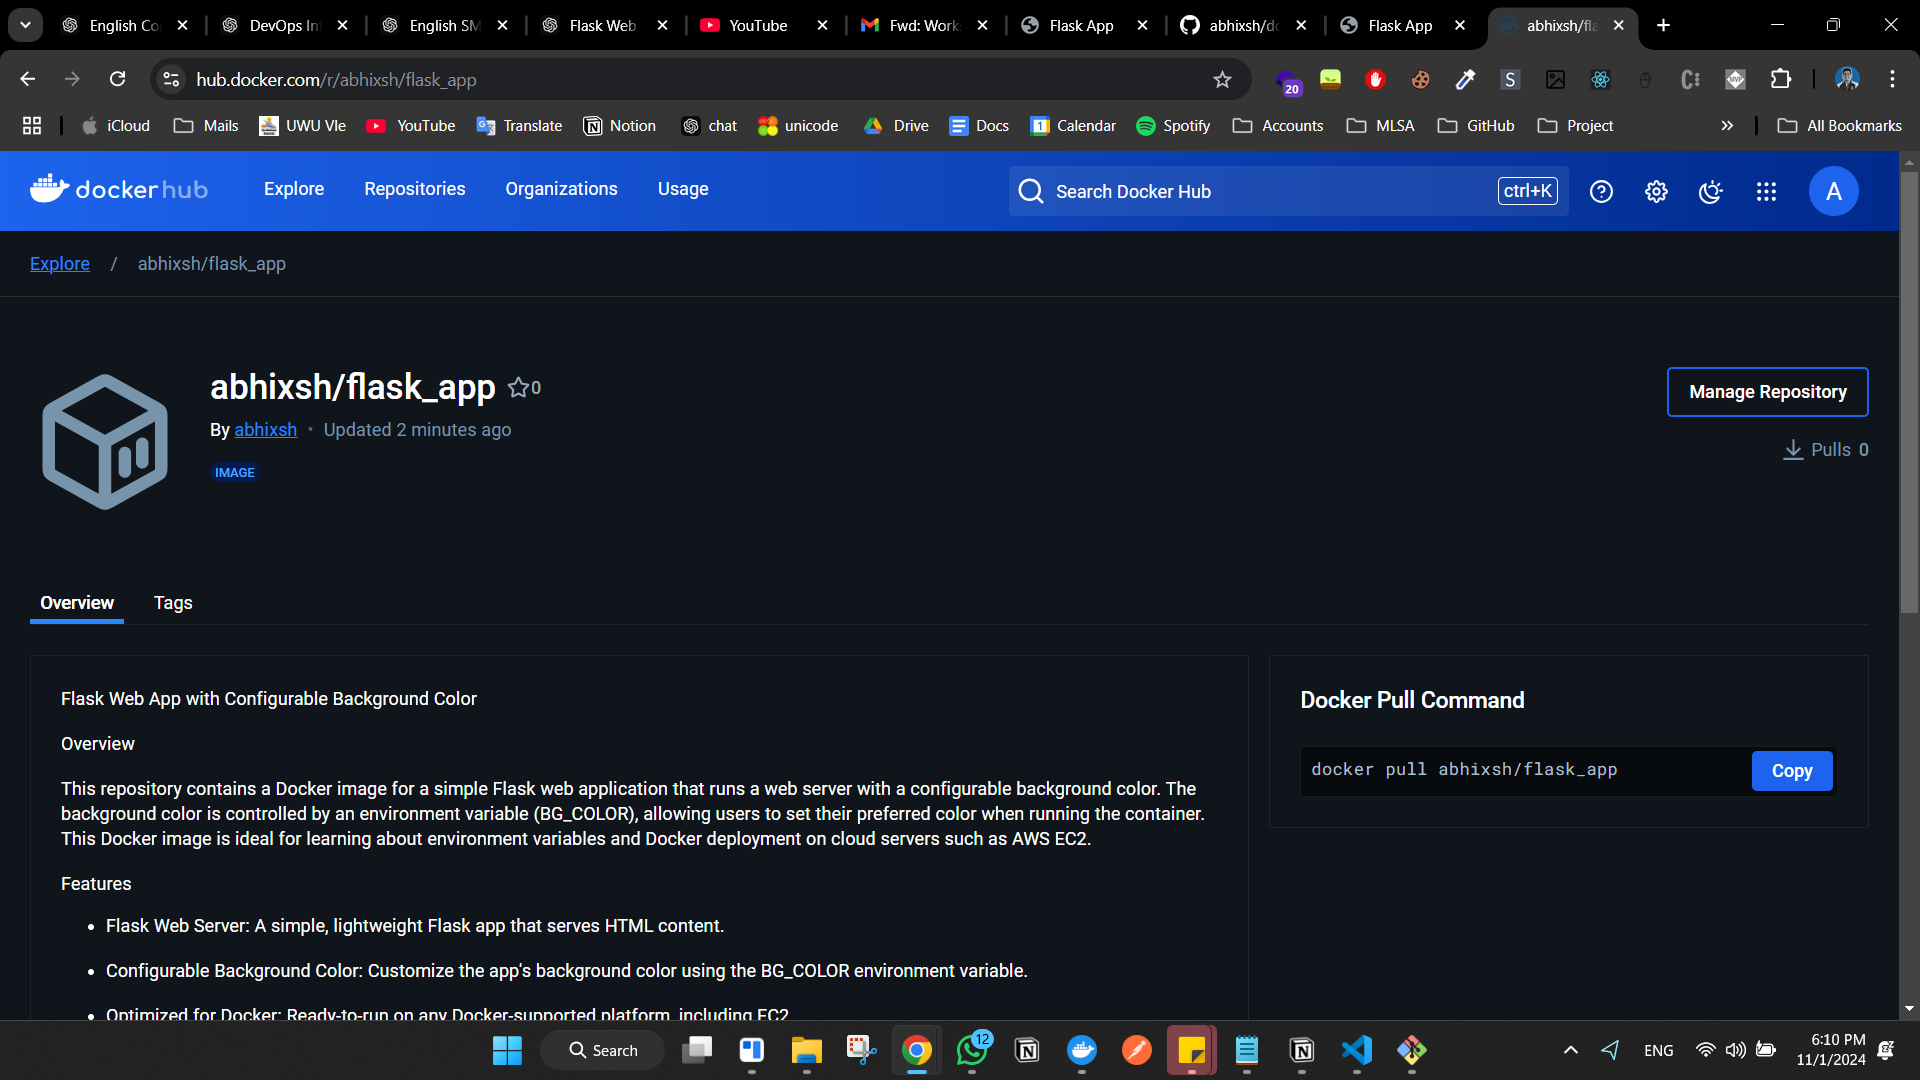 English Co
DevOps In
English SM
Flask Web
YouTube
Fwd: Work
Flask App
abhixsh/do
Flask App
abhixsh/fla
hub.docker.com/r/abhixsh/flask_app
20
S
iCloud
Mails
UWU Vle
YouTube
Translate
Notion
chat
unicode
Drive
Docs
1
Calendar
Spotify
Accounts
MLSA
GitHub
Project
All Bookmarks
docker hub
Explore
Repositories
Organizations
Usage
Search Docker Hub
ctrl+K
A
Explore / abhixsh/flask_app
abhixsh/flask_app
0
Manage Repository
By abhixsh • Updated 2 minutes ago
Pulls 0
IMAGE
Overview
Tags
Flask Web App with Configurable Background Color
Overview
This repository contains a Docker image for a simple Flask web application that runs a web server with a configurable background color. The
background color is controlled by an environment variable (BG_COLOR), allowing users to set their preferred color when running the container.
This Docker image is ideal for learning about environment variables and Docker deployment on cloud servers such as AWS EC2.
Features
• Flask Web Server: A simple, lightweight Flask app that serves HTML content.
• Configurable Background Color: Customize the app's background color using the BG_COLOR environment variable.
• Optimized for Docker: Ready-to-run on any Docker-supported platform, including EC2
Docker Pull Command
docker pull abhixsh/flask_app
Copy
Search
12
ENG
6:10 PM
11/1/2024